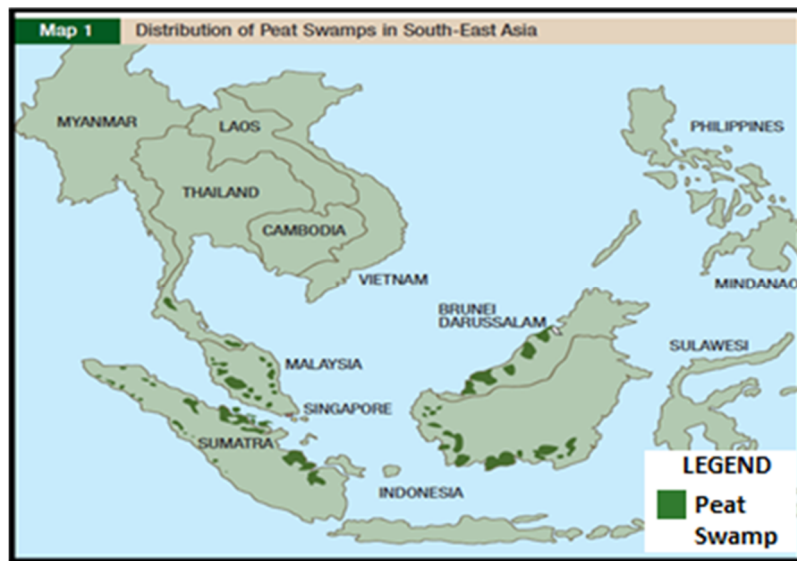 Map 1 Distribution of Peat Swamps in South-East Asia
MYANMAR
LAOS
PHILIPPINES
THAILAND
CAMBODIA
VIETNAM
MINDANAO
BRUNEI
DARUSSALAM
SULAWESI
MALAYSIA
SINGAPORE
SUMATRA
INDONESIA
LEGEND
Peat
Swamp